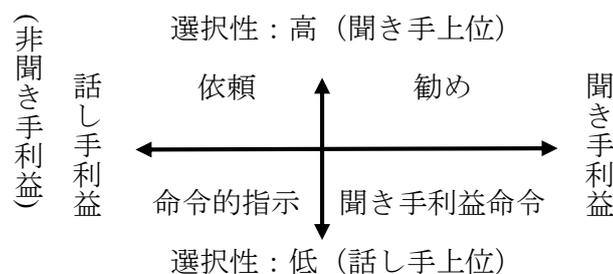 選択性：高（聞き手上位）
（非聞き手利益）
話し手利益
依頼
勧め
聞き手利益
命令的指示
聞き手利益命令
選択性：低（話し手上位）